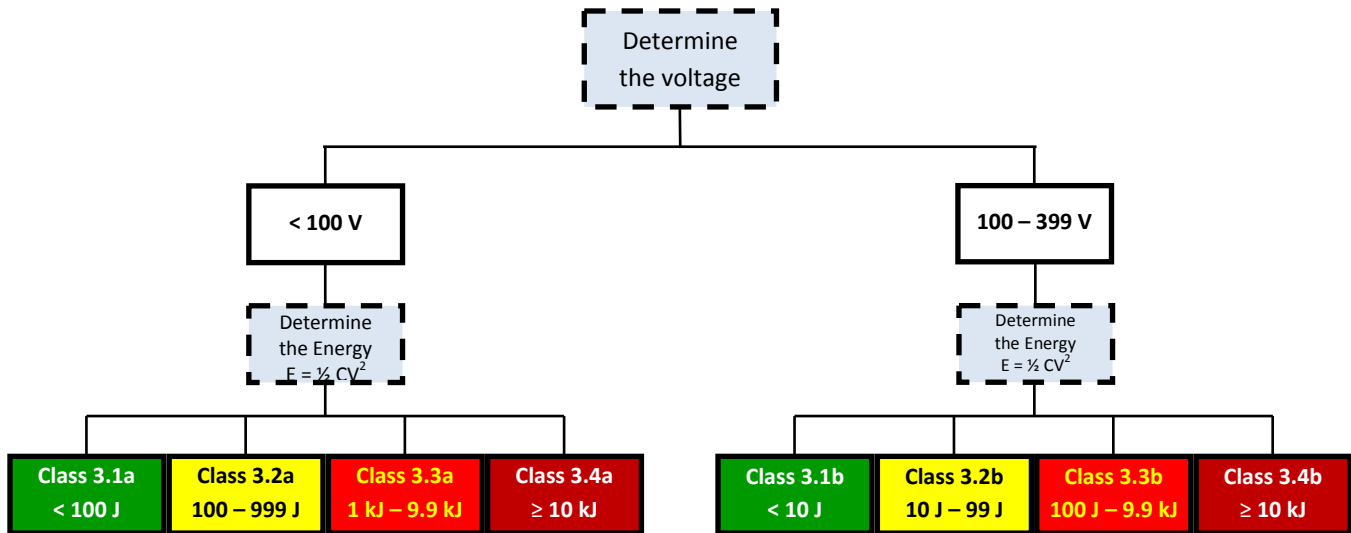 Determine
the voltage
< 100 V
100 – 399 V
Determine
the Energy
E = ½ CV²
Determine
the Energy
E = ½ CV²
Class 3.1a
< 100 J
Class 3.2a
100 – 999 J
Class 3.3a
1 kJ – 9.9 kJ
Class 3.4a
≥ 10 kJ
Class 3.1b
< 10 J
Class 3.2b
10 J – 99 J
Class 3.3b
100 J – 9.9 kJ
Class 3.4b
≥ 10 kJ